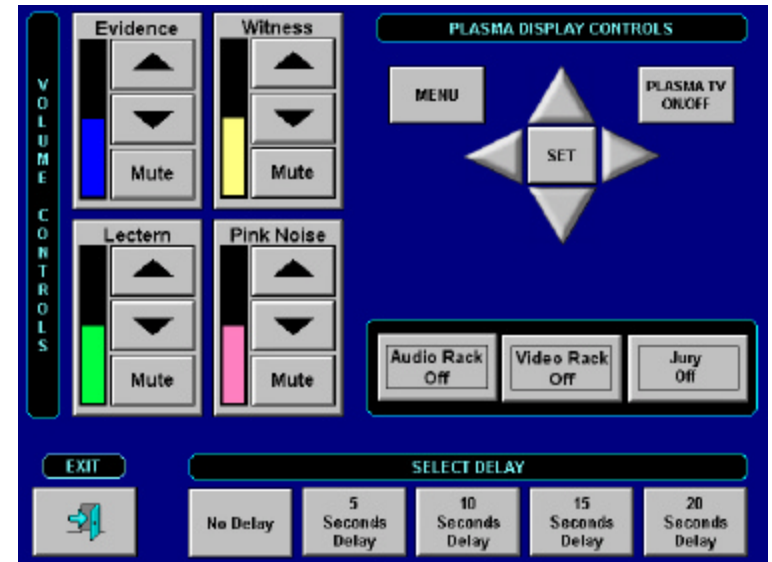 VOLUME CONTROLS
Evidence
Mute
Witness
Mute
Lectern
Mute
Pink Noise
Mute
PLASMA DISPLAY CONTROLS
MENU
PLASMA TV
ON/OFF
SET
Audio Rack
Off
Video Rack
Off
Jury
Off
EXIT
SELECT DELAY
No Delay
5
Seconds
Delay
10
Seconds
Delay
15
Seconds
Delay
20
Seconds
Delay